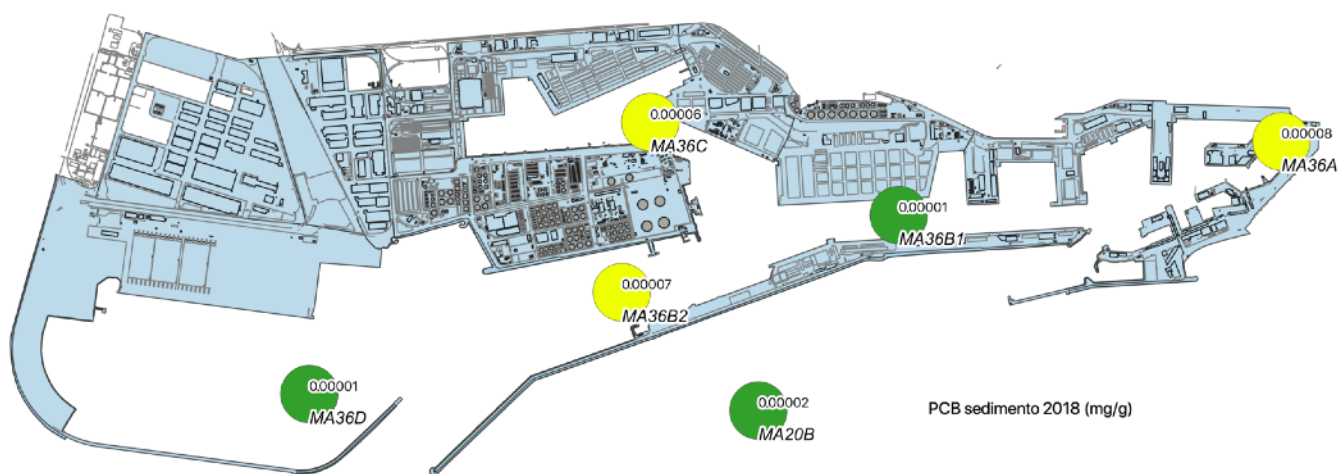 0.00006
MA36C
0.00008
MA36A
0.00001
MA36B1
0.00007
MA36B2
0.00001
MA36D
0.00002
MA20B
PCB sedimento 2018 (mg/g)